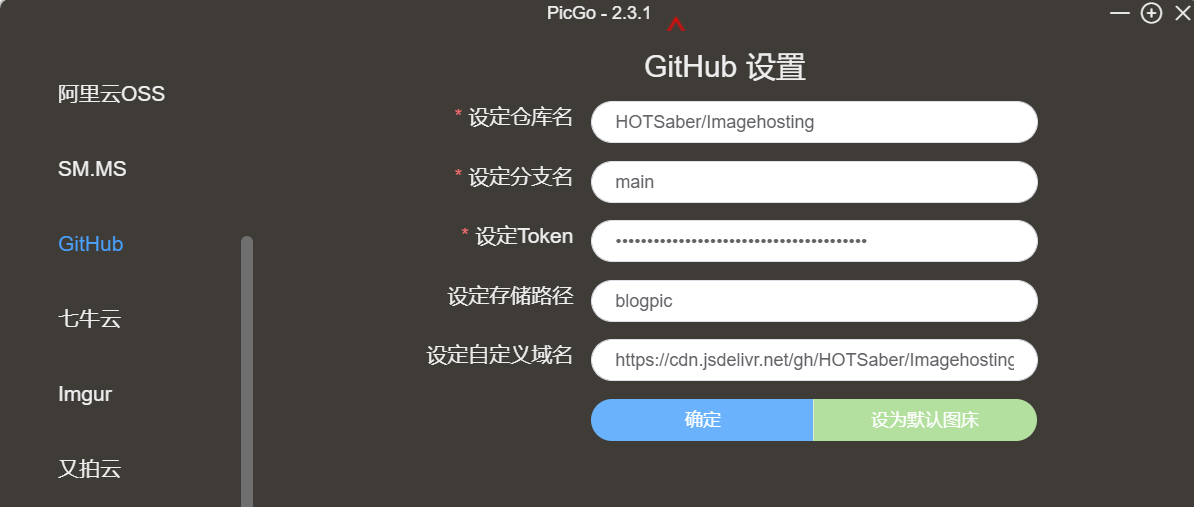 PicGo - 2.3.1
GitHub 设置
阿里云OSS
SM.MS
GitHub
七牛云
Imgur
又拍云
* 设定仓库名 HOTSaber/Imagehosting
* 设定分支名 main
* 设定Token ••••••••••••••••••••••••••••••••••••••••
设定存储路径 blogpic
设定自定义域名 https://cdn.jsdelivr.net/gh/HOTSaber/Imagehosting
确定 设为默认图床